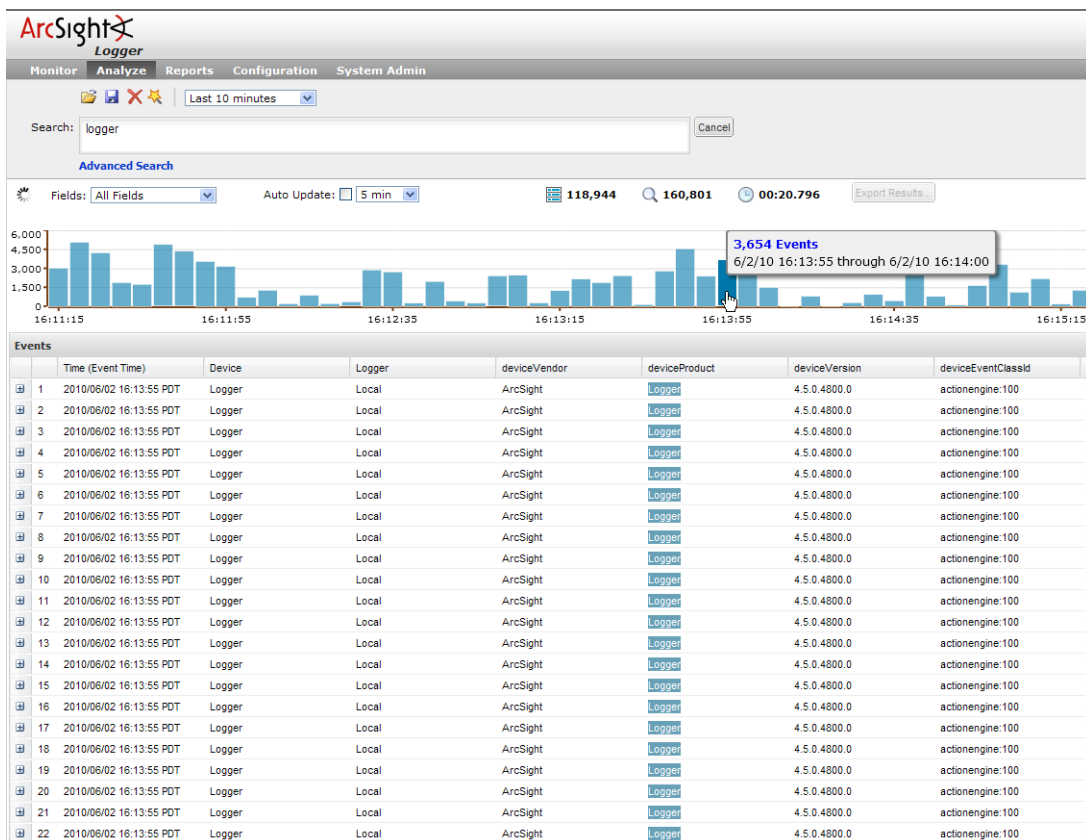 ArcSight
Logger
Monitor Analyze Reports Configuration System Admin
Last 10 minutes
Search: logger Cancel
Advanced Search
Fields: All Fields Auto Update: 5 min 118,944 160,801 00:20.796 Export Results...
6,000
4,500
3,000
1,500
0
3,654 Events
6/2/10 16:13:55 through 6/2/10 16:14:00
16:11:15 16:11:55 16:12:35 16:13:15 16:13:55 16:14:35 16:15:15
Events
Time (Event Time) Device Logger deviceVendor deviceProduct deviceVersion deviceEventClassId
1 2010/06/02 16:13:55 PDT Logger Local ArcSight Logger 4.5.0.4800.0 actionengine:100
2 2010/06/02 16:13:55 PDT Logger Local ArcSight Logger 4.5.0.4800.0 actionengine:100
3 2010/06/02 16:13:55 PDT Logger Local ArcSight Logger 4.5.0.4800.0 actionengine:100
4 2010/06/02 16:13:55 PDT Logger Local ArcSight Logger 4.5.0.4800.0 actionengine:100
5 2010/06/02 16:13:55 PDT Logger Local ArcSight Logger 4.5.0.4800.0 actionengine:100
6 2010/06/02 16:13:55 PDT Logger Local ArcSight Logger 4.5.0.4800.0 actionengine:100
7 2010/06/02 16:13:55 PDT Logger Local ArcSight Logger 4.5.0.4800.0 actionengine:100
8 2010/06/02 16:13:55 PDT Logger Local ArcSight Logger 4.5.0.4800.0 actionengine:100
9 2010/06/02 16:13:55 PDT Logger Local ArcSight Logger 4.5.0.4800.0 actionengine:100
10 2010/06/02 16:13:55 PDT Logger Local ArcSight Logger 4.5.0.4800.0 actionengine:100
11 2010/06/02 16:13:55 PDT Logger Local ArcSight Logger 4.5.0.4800.0 actionengine:100
12 2010/06/02 16:13:55 PDT Logger Local ArcSight Logger 4.5.0.4800.0 actionengine:100
13 2010/06/02 16:13:55 PDT Logger Local ArcSight Logger 4.5.0.4800.0 actionengine:100
14 2010/06/02 16:13:55 PDT Logger Local ArcSight Logger 4.5.0.4800.0 actionengine:100
15 2010/06/02 16:13:55 PDT Logger Local ArcSight Logger 4.5.0.4800.0 actionengine:100
16 2010/06/02 16:13:55 PDT Logger Local ArcSight Logger 4.5.0.4800.0 actionengine:100
17 2010/06/02 16:13:55 PDT Logger Local ArcSight Logger 4.5.0.4800.0 actionengine:100
18 2010/06/02 16:13:55 PDT Logger Local ArcSight Logger 4.5.0.4800.0 actionengine:100
19 2010/06/02 16:13:55 PDT Logger Local ArcSight Logger 4.5.0.4800.0 actionengine:100
20 2010/06/02 16:13:55 PDT Logger Local ArcSight Logger 4.5.0.4800.0 actionengine:100
21 2010/06/02 16:13:55 PDT Logger Local ArcSight Logger 4.5.0.4800.0 actionengine:100
22 2010/06/02 16:13:55 PDT Logger Local ArcSight Logger 4.5.0.4800.0 actionengine:100